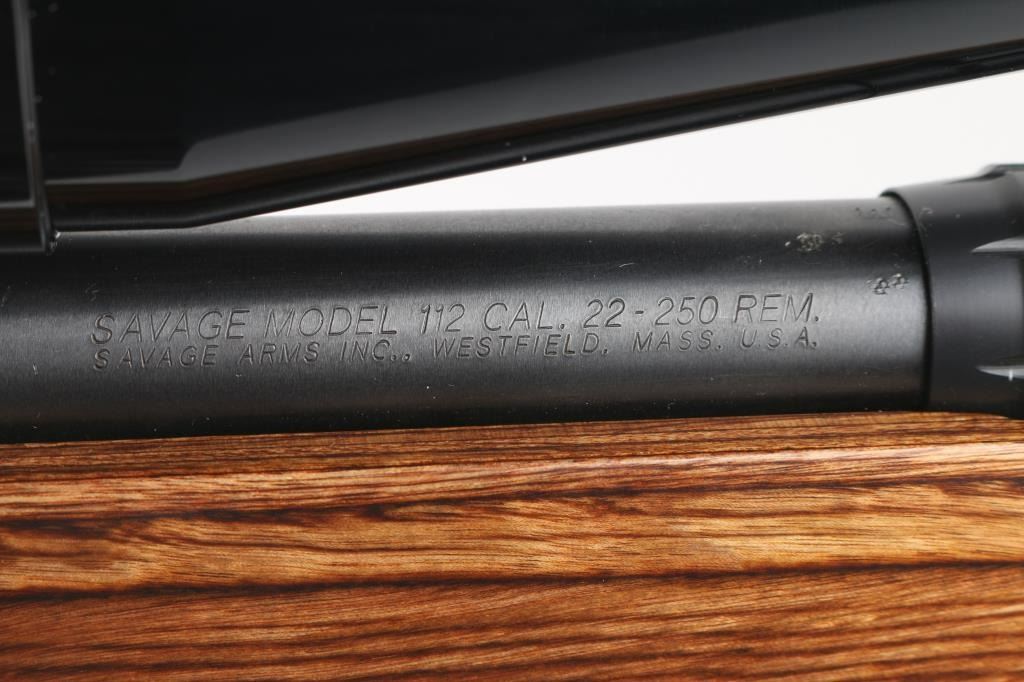 SAVAGE MODEL 112 CAL. 22-250 REM.
SAVAGE ARMS INC., WESTFIELD, MASS. U.S.A.